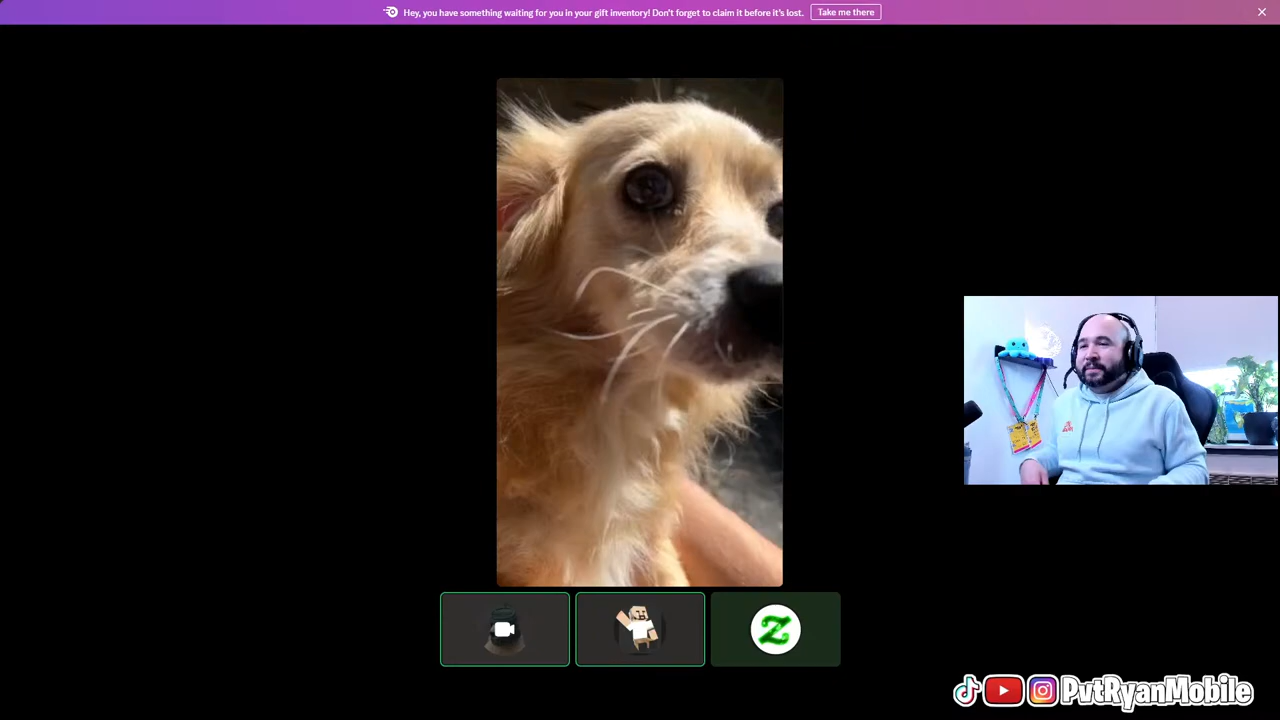 Hey, you have something waiting for you in your gift inventory! Don't forget to claim it before it's lost.
Take me there
Z
PvtRyanMobile